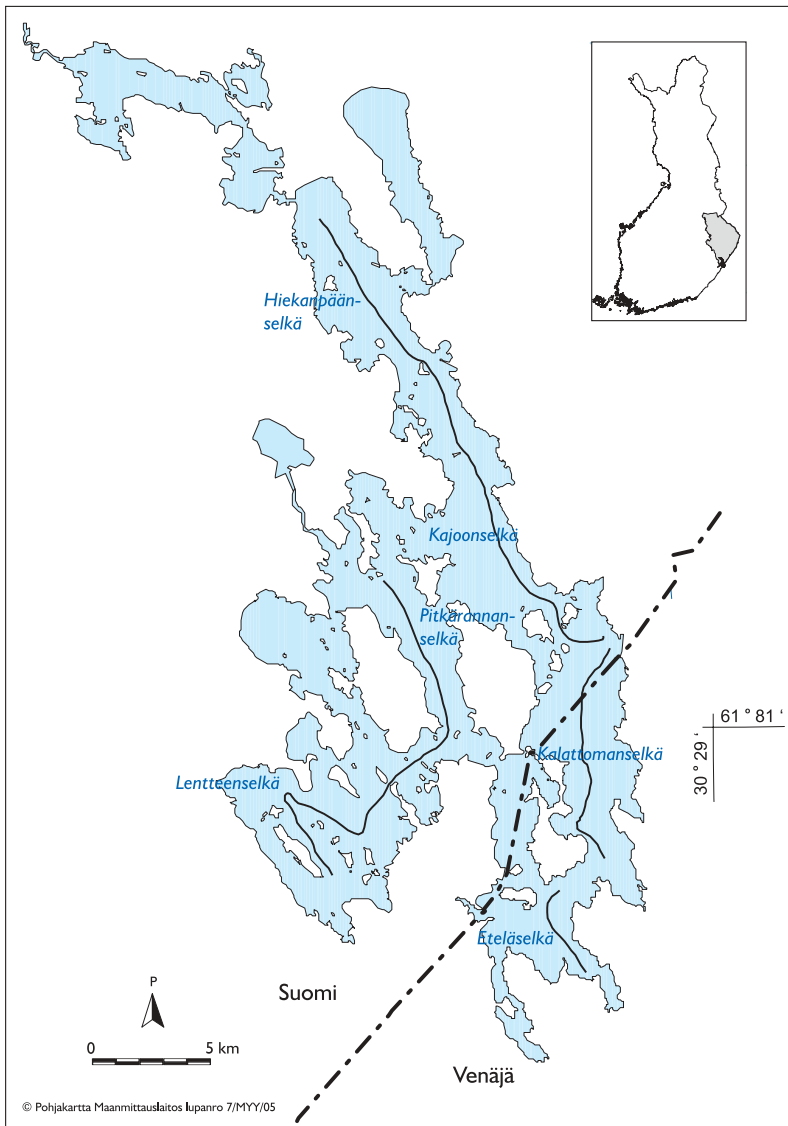 Hiekanpään-
selkä
Kajoonselkä
Pitkärannan-
selkä
61 ° 81 ‘
30 ° 29 ‘
Kalattomanselkä
Lentteenselkä
Eteläselkä
Suomi
P
0 5 km
Venäjä
© Pohjakartta Maanmittauslaitos lupanro 7/MYY/05